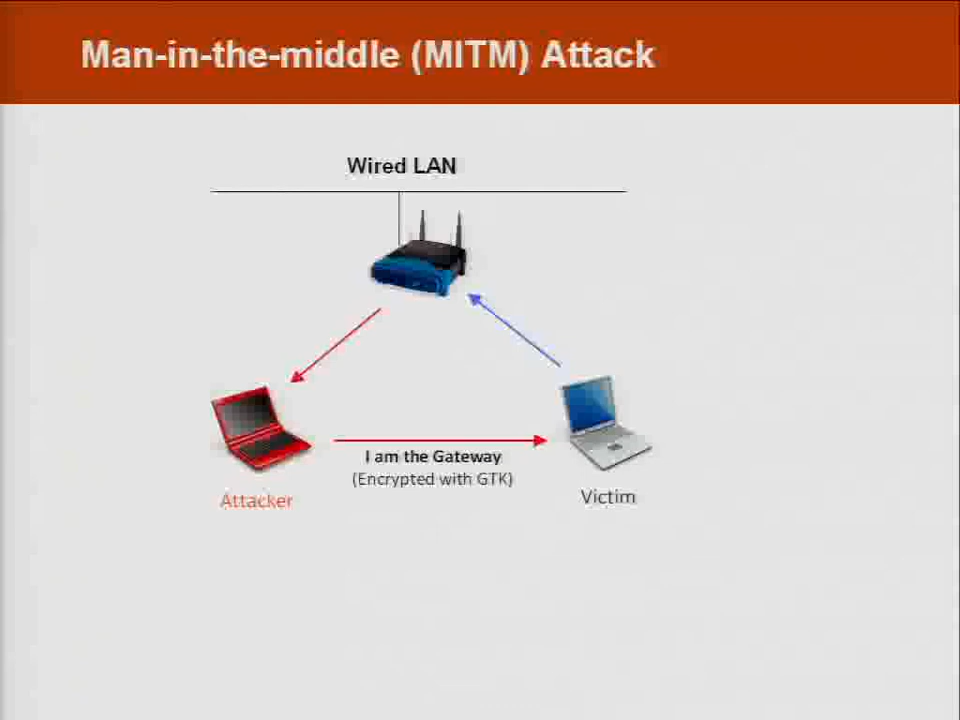 Man-in-the-middle (MITM) Attack
Wired LAN
I am the Gateway
(Encrypted with GTK)
Attacker
Victim